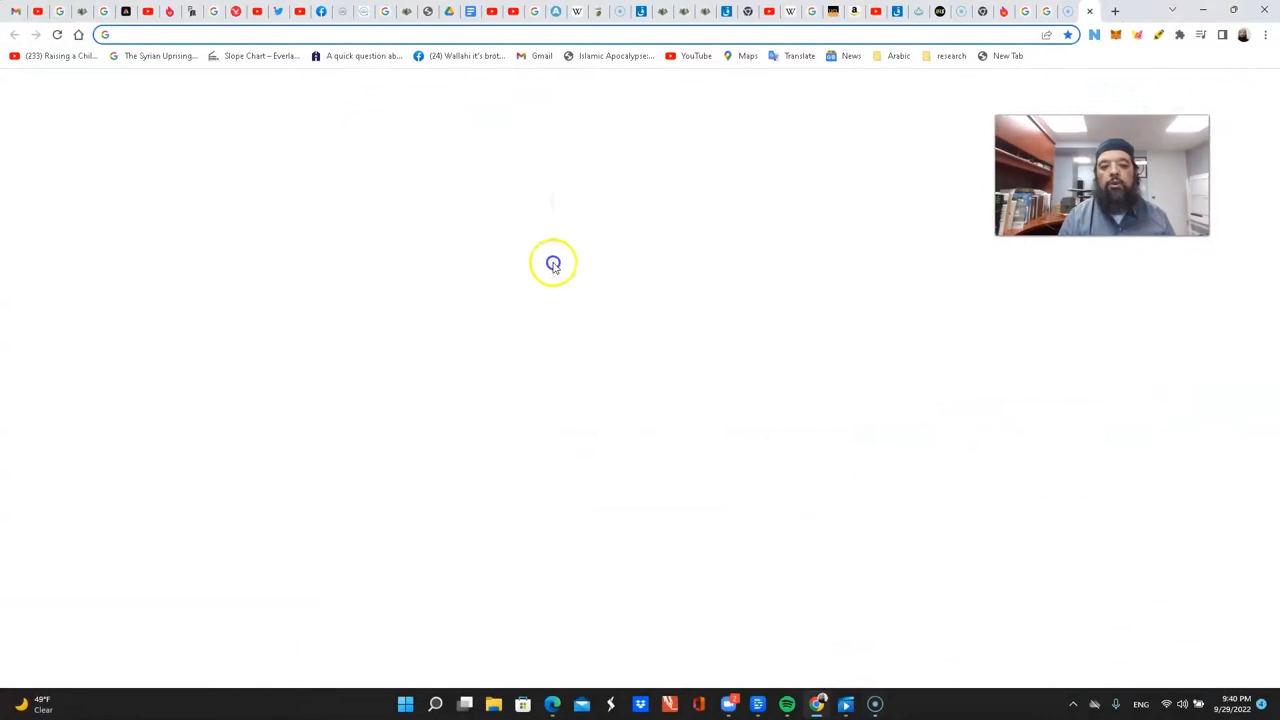 (233) Raising a Chil...
The Syrian Uprising...
Slope Chart – Everla...
A quick question ab...
(24) Wallahi it's brot...
Gmail
Islamic Apocalypse:...
YouTube
Maps
Translate
News
Arabic
research
New Tab
49°F
Clear
ENG
9:40 PM
9/29/2022